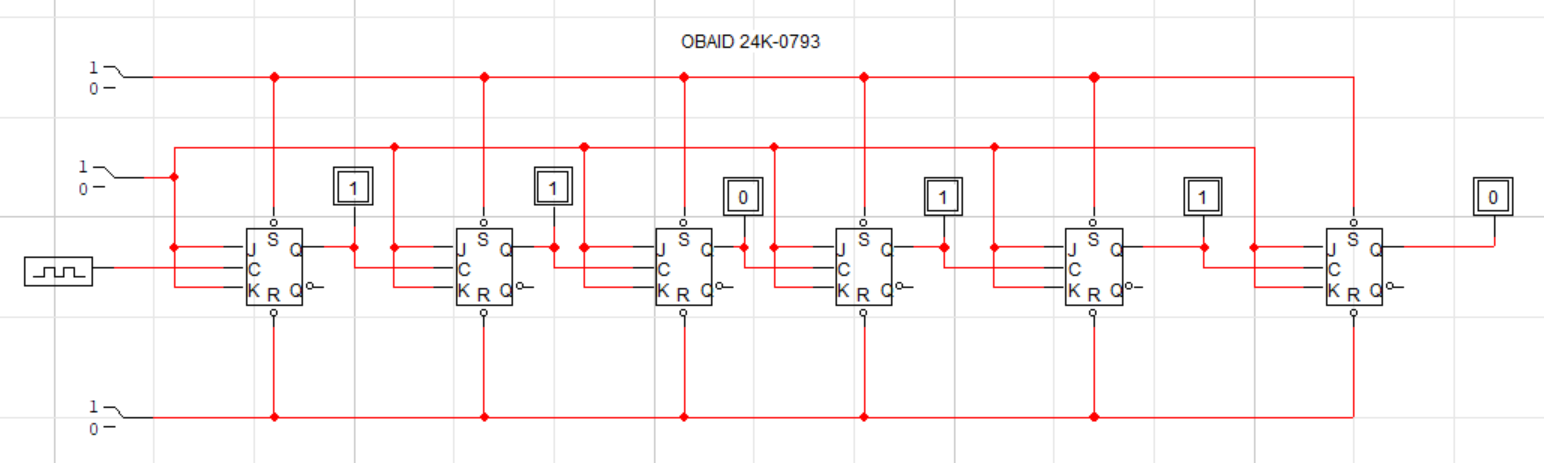 OBAID 24K-0793
1
0
1
0
1 1 0 1 1 0
S S S S S S
J Q J Q J Q J Q J Q J Q
C C C C C C
K R Q K R Q K R Q K R Q K R Q K R Q
1
0